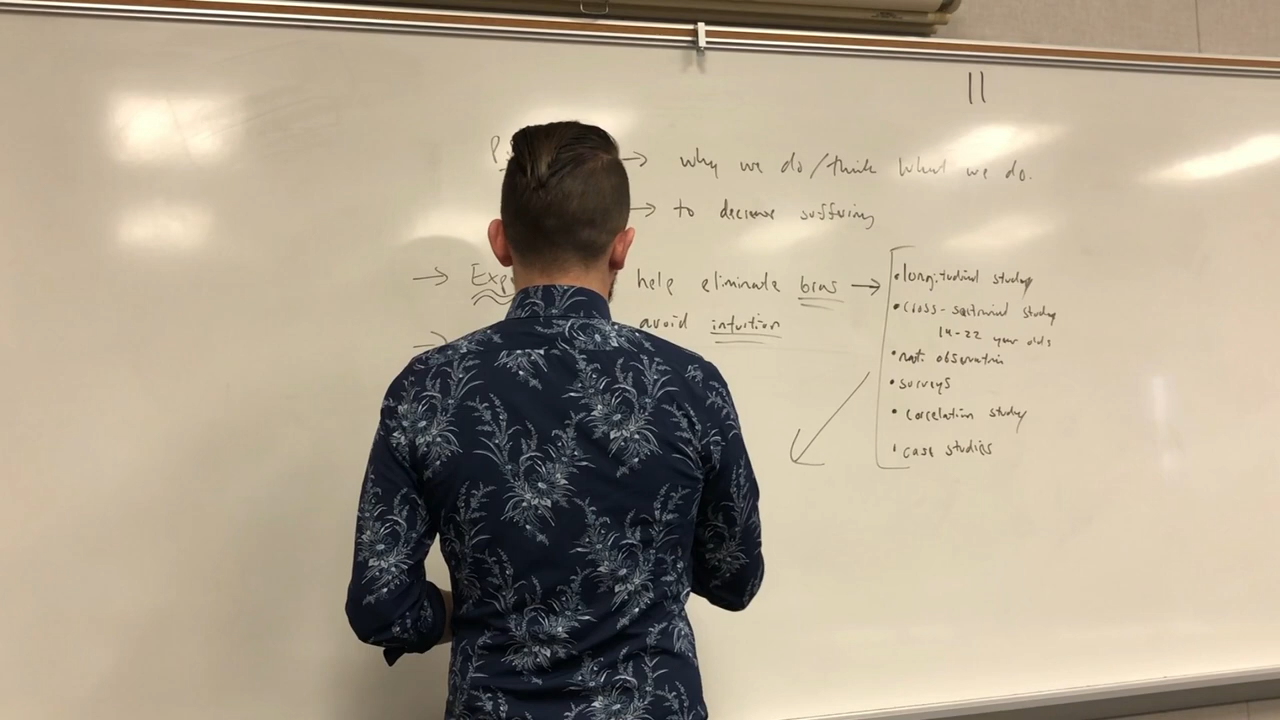 → why we do/think what we do.
→ to decrease suffering
→ help eliminate bias →
avoid intuition
• longitudinal study
• cross-sectional study
14-22 year olds
• nat. observation
• surveys
• correlation study
• case studies